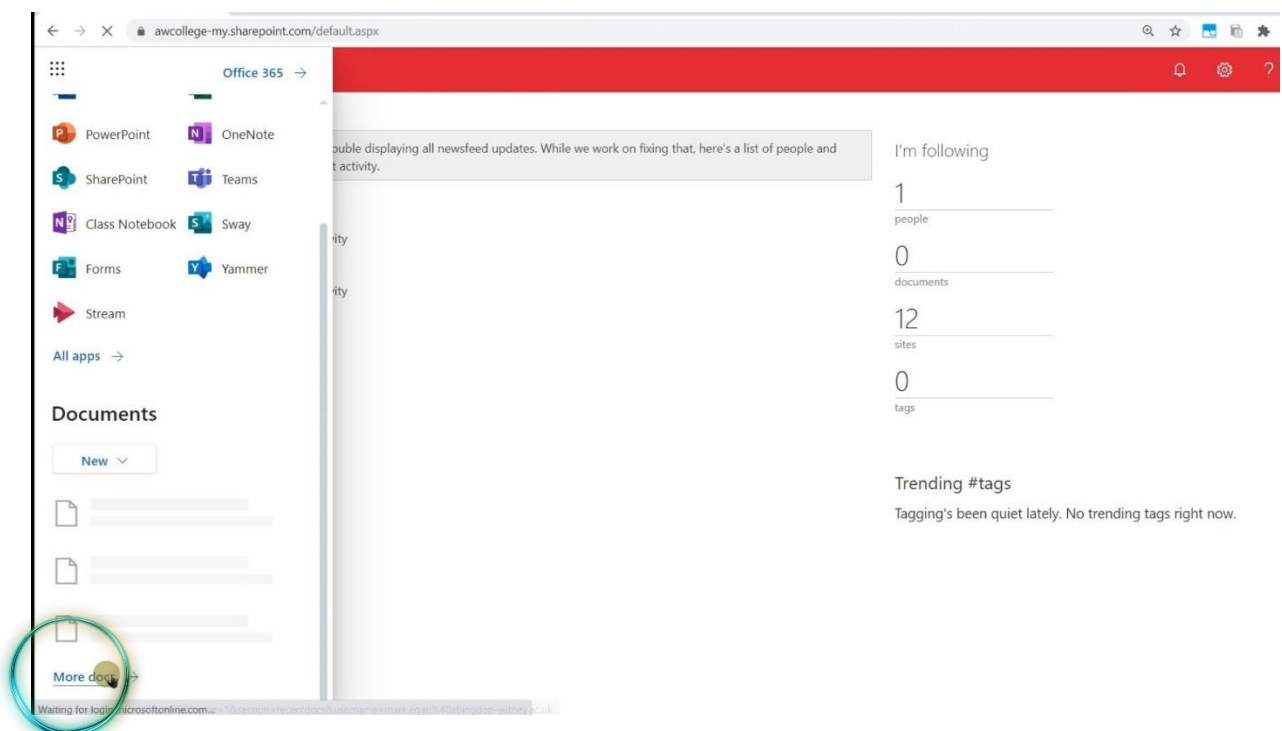 awcollege-my.sharepoint.com/default.aspx
Office 365
PowerPoint
OneNote
SharePoint
Teams
Class Notebook
Sway
Forms
Yammer
Stream
All apps
Documents
New
More docs
Waiting for login.microsoftonline.com...
ouble displaying all newsfeed updates. While we work on fixing that, here's a list of people and
t activity.
vity
vity
I'm following
1
people
0
documents
12
sites
0
tags
Trending #tags
Tagging's been quiet lately. No trending tags right now.